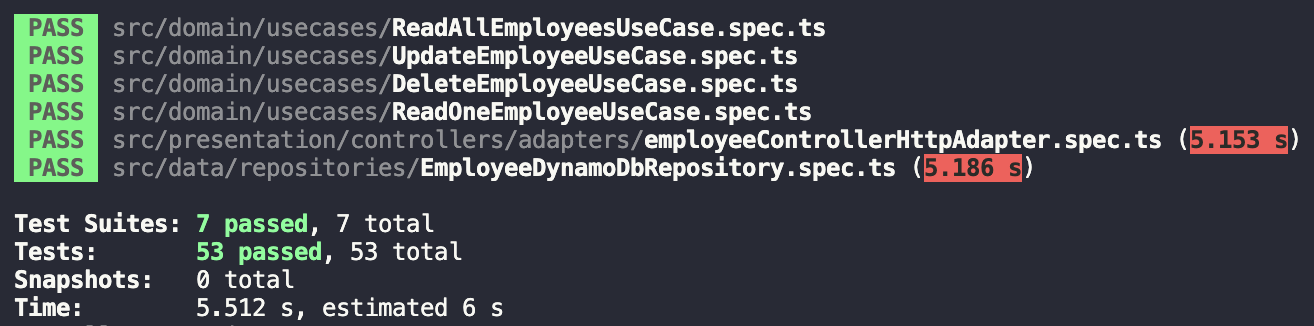 PASS src/domain/usecases/ReadAllEmployeesUseCase.spec.ts
PASS src/domain/usecases/UpdateEmployeeUseCase.spec.ts
PASS src/domain/usecases/DeleteEmployeeUseCase.spec.ts
PASS src/domain/usecases/ReadOneEmployeeUseCase.spec.ts
PASS src/presentation/controllers/adapters/employeeControllerHttpAdapter.spec.ts (5.153 s)
PASS src/data/repositories/EmployeeDynamoDbRepository.spec.ts (5.186 s)
Test Suites: 7 passed, 7 total
Tests: 53 passed, 53 total
Snapshots: 0 total
Time: 5.512 s, estimated 6 s